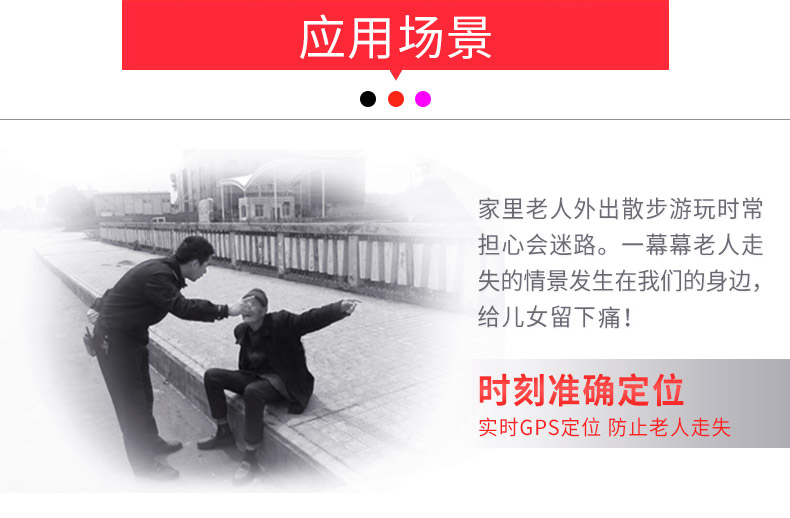 应用场景
家里老人外出散步游玩时常
担心会迷路。一幕幕老人走
失的情景发生在我们的身边，
给儿女留下痛！
时刻准确定位
实时GPS定位 防止老人走失